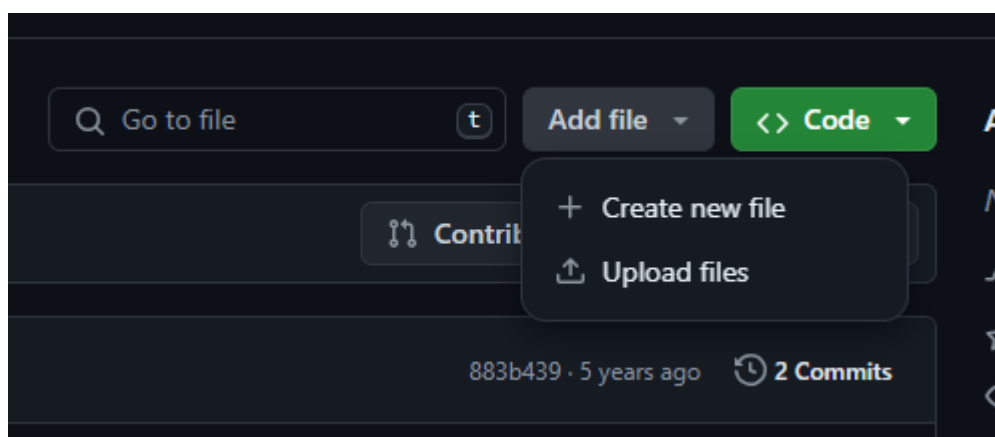 Go to file t Add file <> Code
Create new file
Contrib
Upload files
883b439 · 5 years ago 2 Commits